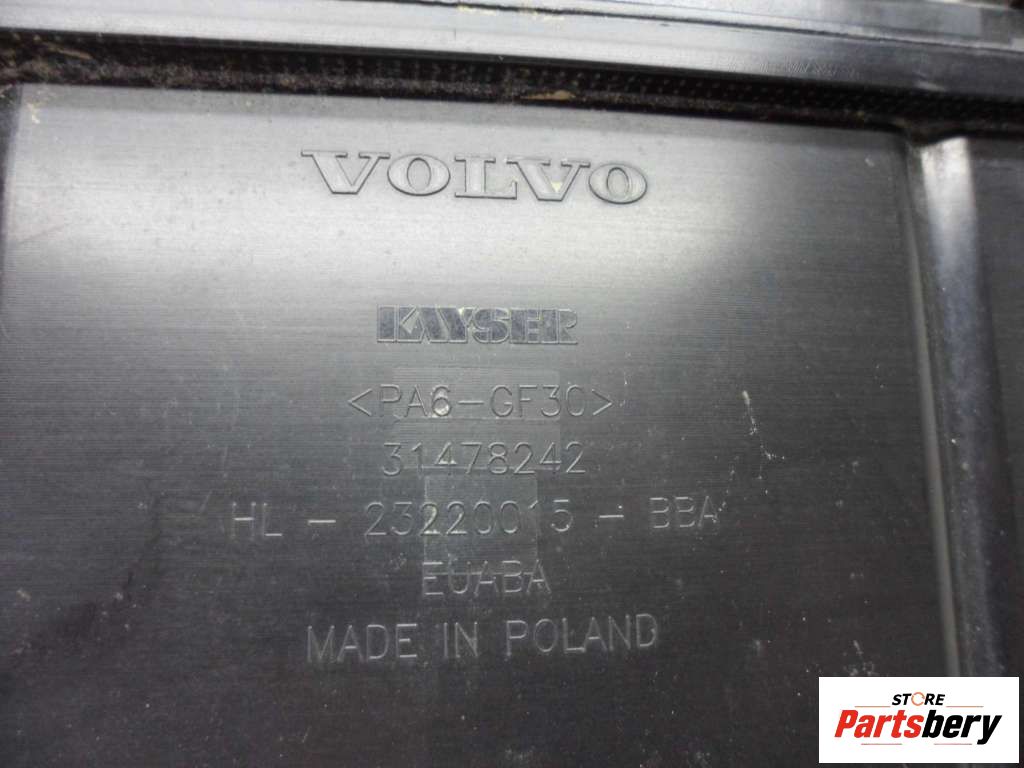 VOLVO
KAYSER
<PA6-GF30>
31478242
HL - 23220015 - BBA
EUABA
MADE IN POLAND
STORE
Partsbery